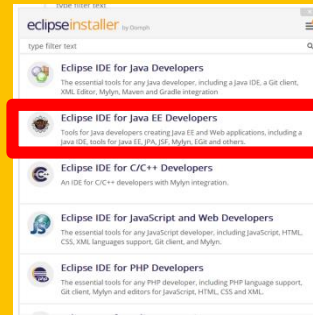 type filter text
eclipseinstaller by Oomph
type filter text
Eclipse IDE for Java Developers
The essential tools for any Java developer, including a Java IDE, a Git client,
XML Editor, Mylyn, Maven and Gradle integration
Eclipse IDE for Java EE Developers
Tools for Java developers creating Java EE and Web applications, including a
Java IDE, tools for Java EE, JPA, JSF, Mylyn, EGit and others.
Eclipse IDE for C/C++ Developers
An IDE for C/C++ developers with Mylyn integration.
Eclipse IDE for JavaScript and Web Developers
The essential tools for any JavaScript developer, including JavaScript, HTML,
CSS, XML languages support, Git client, and Mylyn.
Eclipse IDE for PHP Developers
The essential tools for any PHP developer, including PHP language support,
Git client, Mylyn and editors for JavaScript, HTML, CSS and XML.